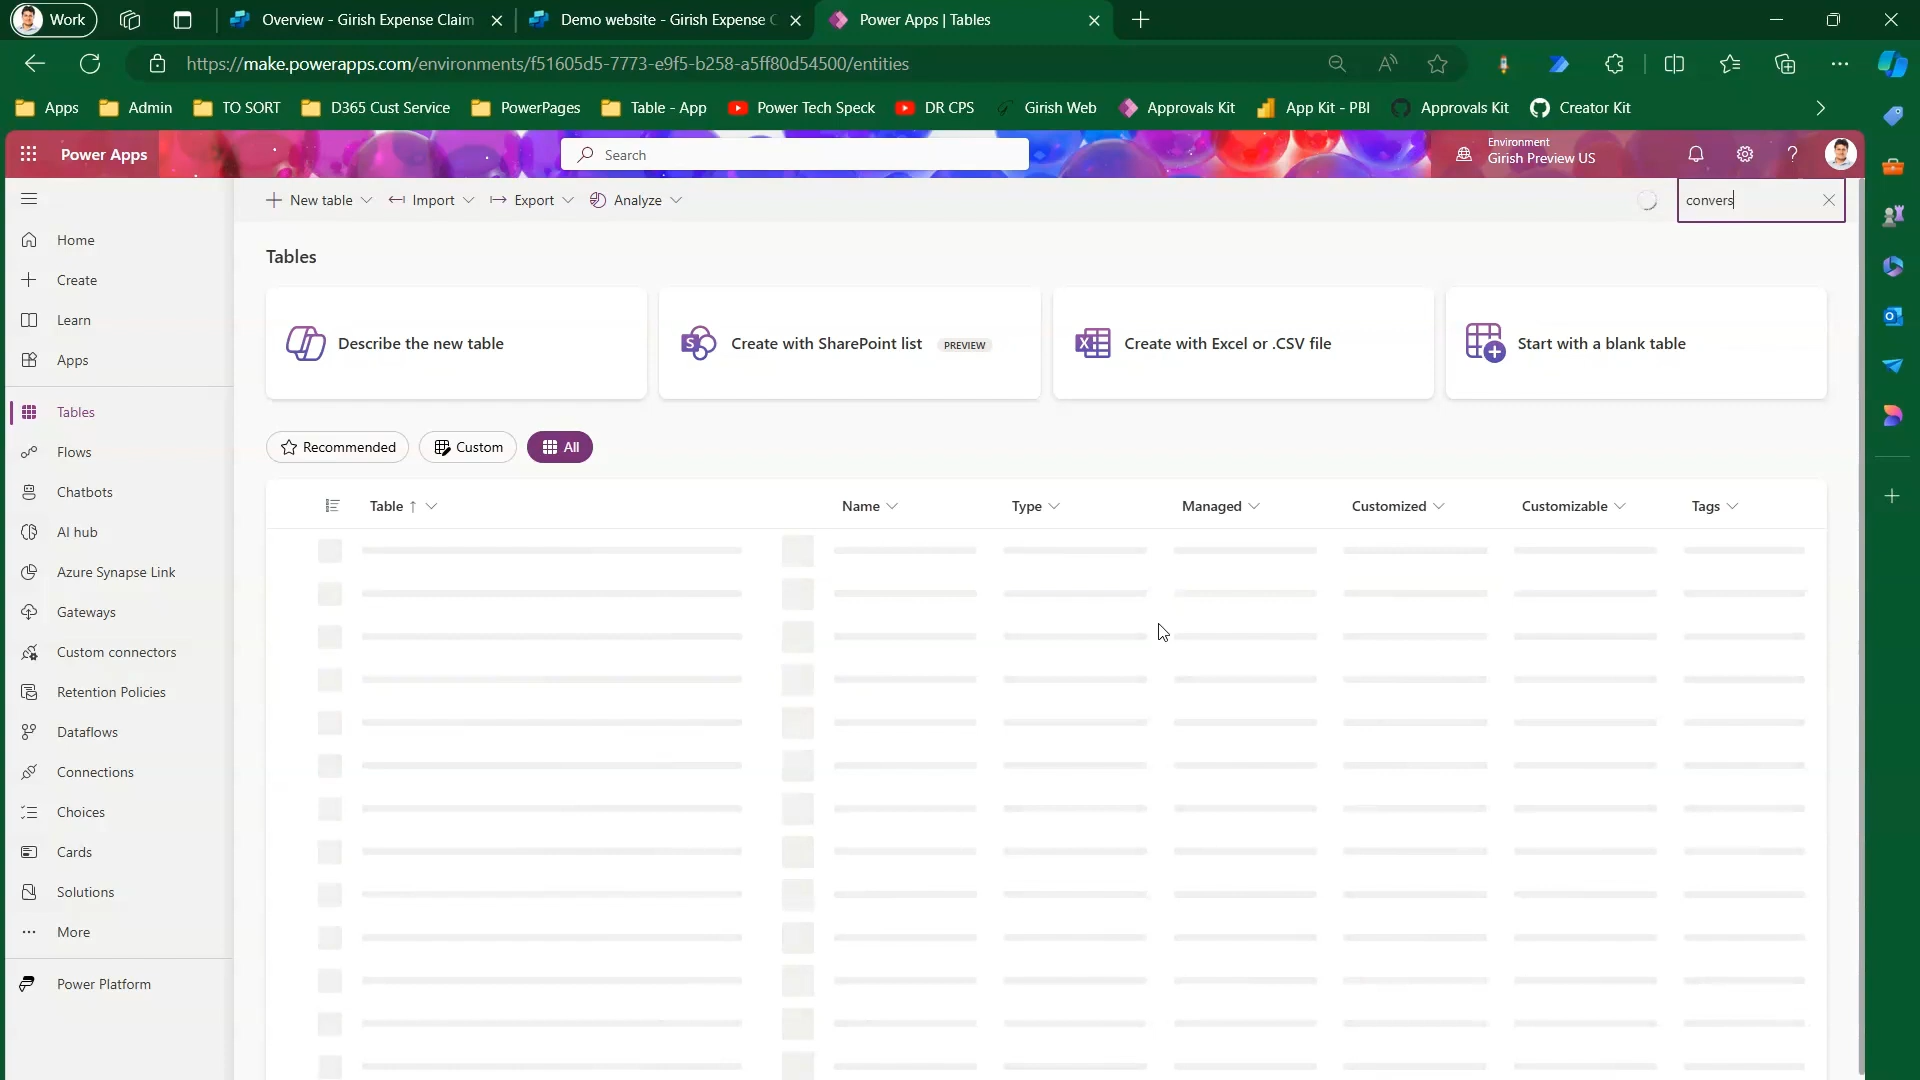 Work
Overview - Girish Expense Claim
Demo website - Girish Expense C
Power Apps | Tables
https://make.powerapps.com/environments/f51605d5-7773-e9f5-b258-a5ff80d54500/entities
Apps
Admin
TO SORT
D365 Cust Service
PowerPages
Table - App
Power Tech Speck
DR CPS
Girish Web
Approvals Kit
App Kit - PBI
Approvals Kit
Creator Kit
Power Apps
Search
Environment
Girish Preview US
New table
Import
Export
Analyze
convers
Home
Create
Learn
Apps
Tables
Flows
Chatbots
AI hub
Azure Synapse Link
Gateways
Custom connectors
Retention Policies
Dataflows
Connections
Choices
Cards
Solutions
More
Power Platform
Tables
Describe the new table
Create with SharePoint list PREVIEW
Create with Excel or .CSV file
Start with a blank table
Recommended
Custom
All
Table
Name
Type
Managed
Customized
Customizable
Tags